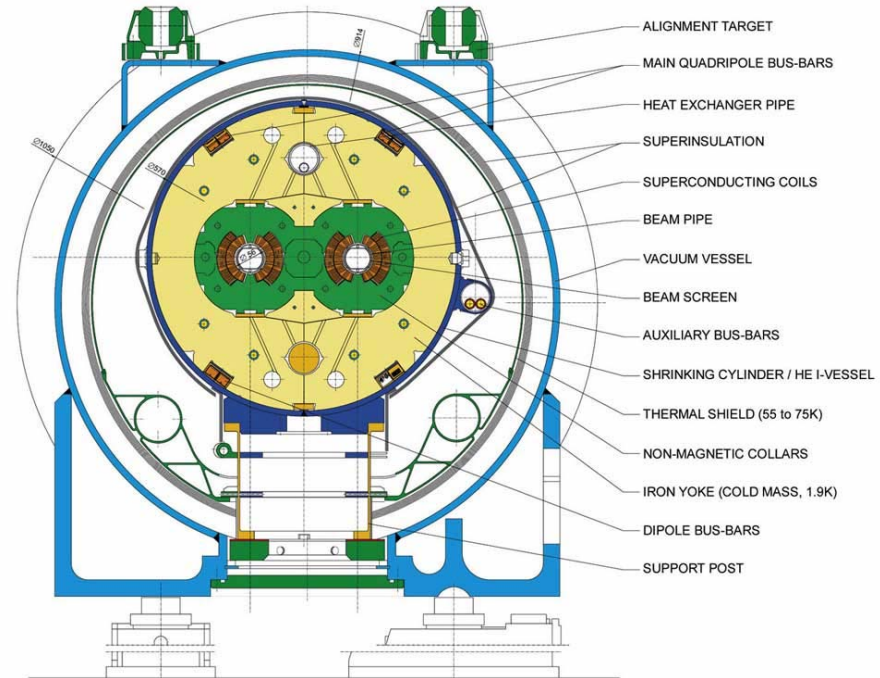 ALIGNMENT TARGET
MAIN QUADRIPOLE BUS-BARS
HEAT EXCHANGER PIPE
SUPERINSULATION
SUPERCONDUCTING COILS
BEAM PIPE
VACUUM VESSEL
BEAM SCREEN
AUXILIARY BUS-BARS
SHRINKING CYLINDER / HE I-VESSEL
THERMAL SHIELD (55 to 75K)
NON-MAGNETIC COLLARS
IRON YOKE (COLD MASS, 1.9K)
DIPOLE BUS-BARS
SUPPORT POST
Ø914
Ø1050
Ø570
Ø 56